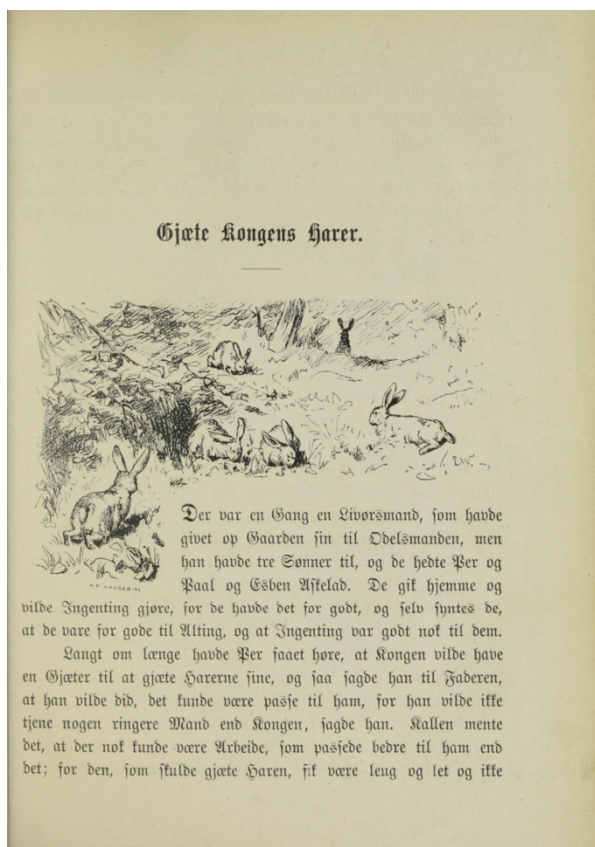 Gjæte Kongens Harer.
EW.
Der var en Gang en Livørsmand, som havde
givet op Gaarden sin til Odelsmanden, men
han havde tre Sønner til, og de hedte Per og
Paal og Esben Askelad. De gik hjemme og
vilde Ingenting gjøre, for de havde det for godt, og selv syntes de,
at de vare for gode til Alting, og at Ingenting var godt nok til dem.
Langt om længe havde Per faaet høre, at Kongen vilde have
en Gjæter til at gjæte Harerne sine, og saa sagde han til Faderen,
at han vilde did, det kunde være passe til ham, for han vilde ikke
tjene nogen ringere Mand end Kongen, sagde han. Kallen mente
det, at der nok kunde være Arbeide, som passede bedre til ham end
det; for den, som skulde gjæte Haren, fik være leug og let og ikke